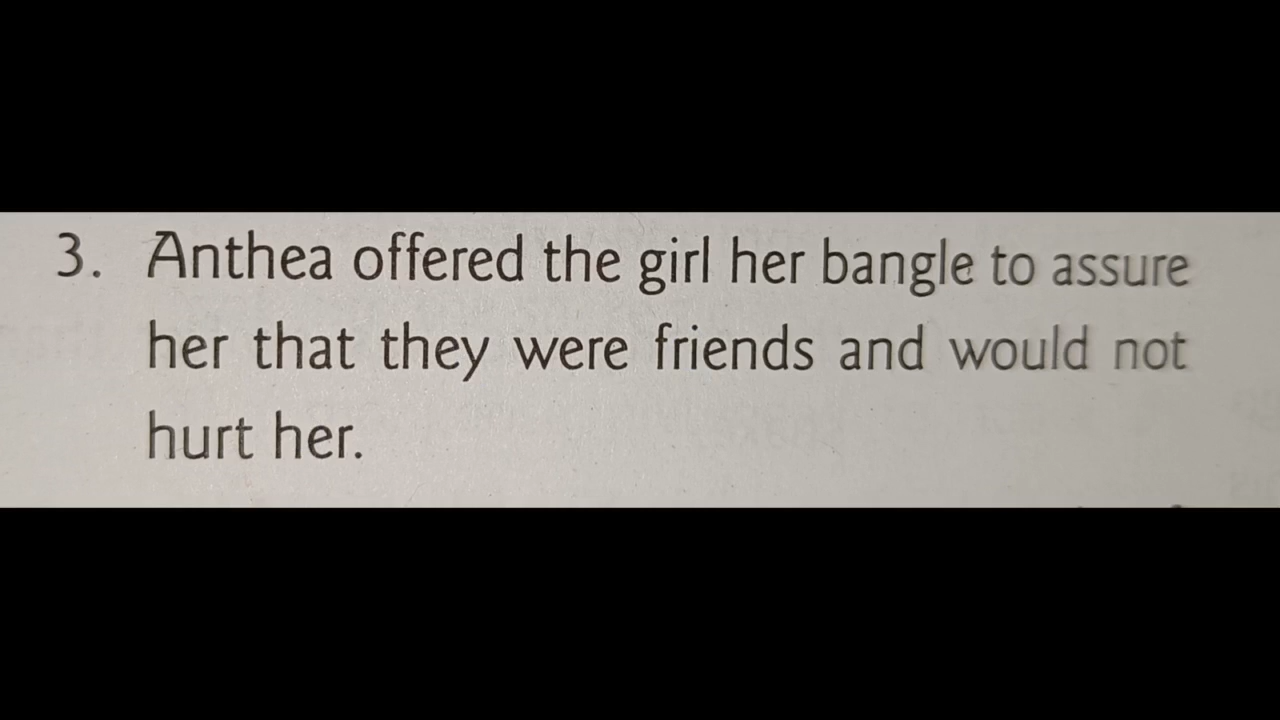 3. Anthea offered the girl her bangle to assure
her that they were friends and would not
hurt her.